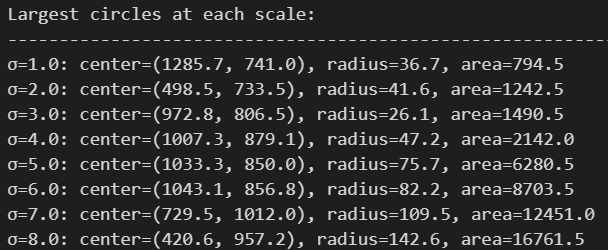 Largest circles at each scale:
------------------------------------------------------------
σ=1.0: center=(1285.7, 741.0), radius=36.7, area=794.5
σ=2.0: center=(498.5, 733.5), radius=41.6, area=1242.5
σ=3.0: center=(972.8, 806.5), radius=26.1, area=1490.5
σ=4.0: center=(1007.3, 879.1), radius=47.2, area=2142.0
σ=5.0: center=(1033.3, 850.0), radius=75.7, area=6280.5
σ=6.0: center=(1043.1, 856.8), radius=82.2, area=8703.5
σ=7.0: center=(729.5, 1012.0), radius=109.5, area=12451.0
σ=8.0: center=(420.6, 957.2), radius=142.6, area=16761.5